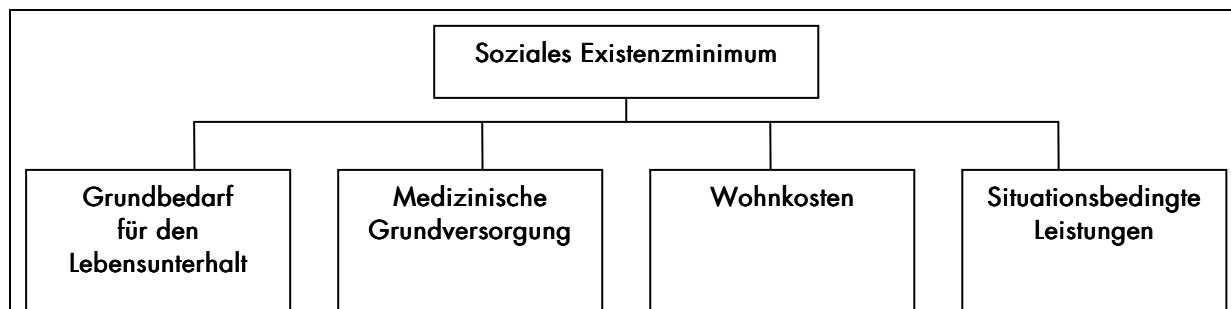 Soziales Existenzminimum
Grundbedarf
für den
Lebensunterhalt
Medizinische
Grundversorgung
Wohnkosten
Situationsbedingte
Leistungen